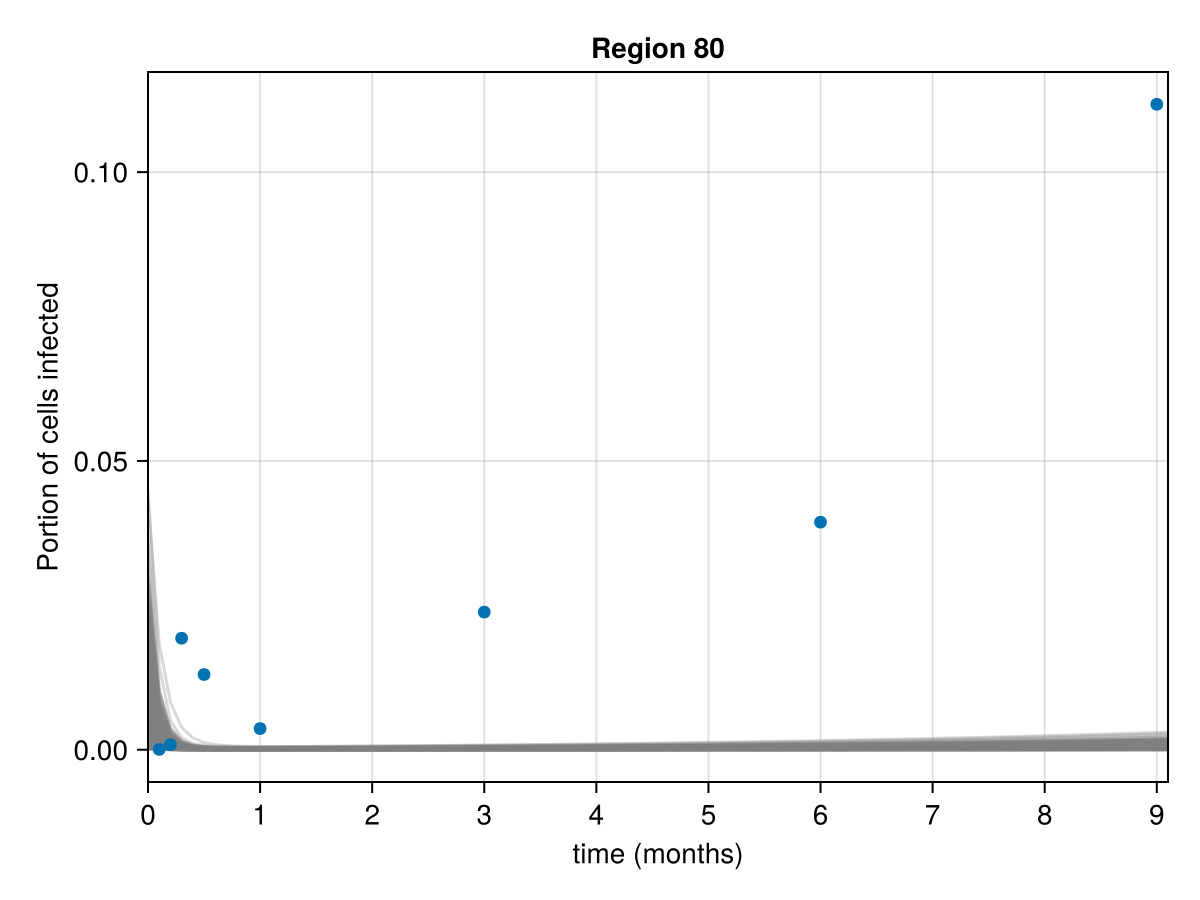 Region 80
Portion of cells infected
0.10
0.05
0.00
0 1 2 3 4 5 6 7 8 9
time (months)